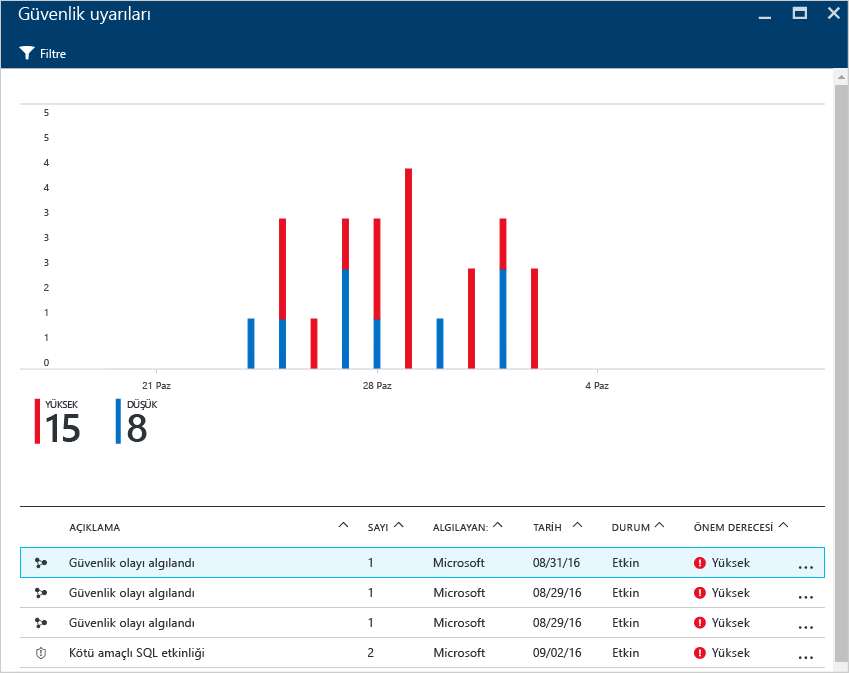 Güvenlik uyarıları
Filtre
5
5
4
4
3
3
3
2
1
1
0
21 Paz 28 Paz 4 Paz
YÜKSEK DÜŞÜK
15 8
AÇIKLAMA SAYI ALGILAYAN: TARİH DURUM ÖNEM DERECESİ
Güvenlik olayı algılandı 1 Microsoft 08/31/16 Etkin Yüksek ...
Güvenlik olayı algılandı 1 Microsoft 08/29/16 Etkin Yüksek ...
Güvenlik olayı algılandı 1 Microsoft 08/29/16 Etkin Yüksek ...
Kötü amaçlı SQL etkinliği 2 Microsoft 09/02/16 Etkin Yüksek ...